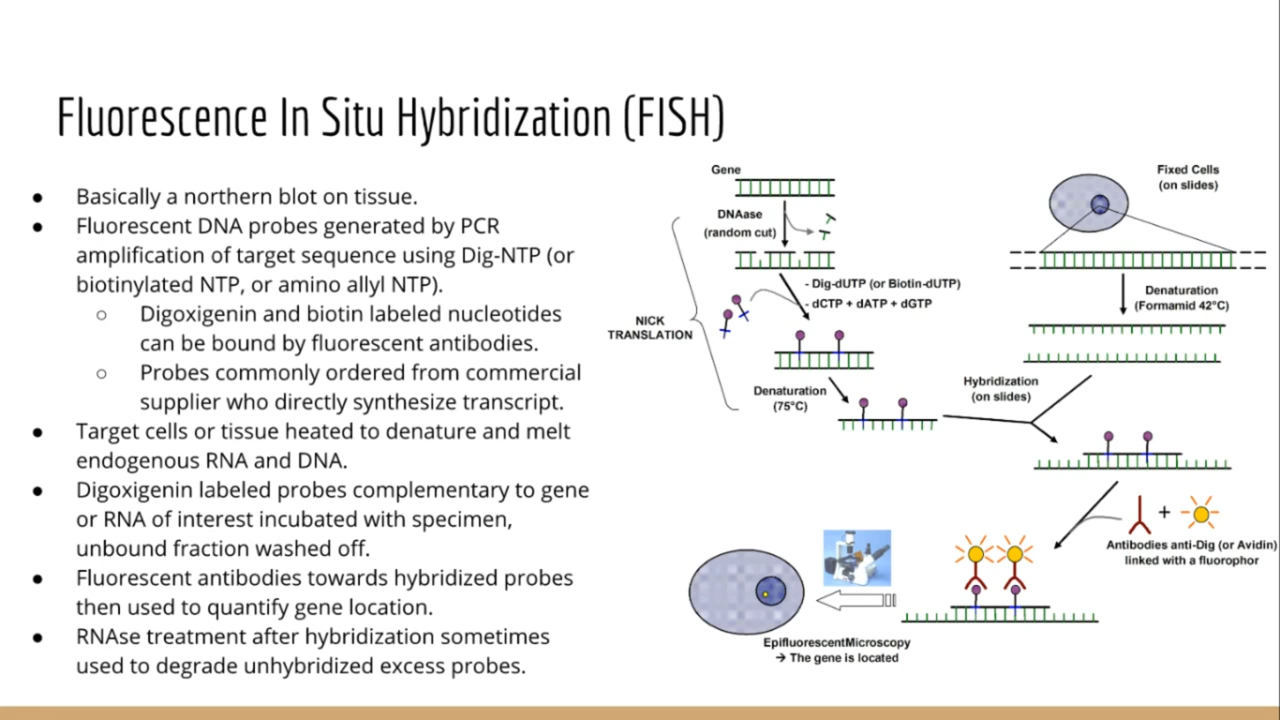 Fluorescence In Situ Hybridization (FISH)
● Basically a northern blot on tissue.
● Fluorescent DNA probes generated by PCR
amplification of target sequence using Dig-NTP (or
biotinylated NTP, or amino allyl NTP).
○ Digoxigenin and biotin labeled nucleotides
can be bound by fluorescent antibodies.
○ Probes commonly ordered from commercial
supplier who directly synthesize transcript.
● Target cells or tissue heated to denature and melt
endogenous RNA and DNA.
● Digoxigenin labeled probes complementary to gene
or RNA of interest incubated with specimen,
unbound fraction washed off.
● Fluorescent antibodies towards hybridized probes
then used to quantify gene location.
● RNAse treatment after hybridization sometimes
used to degrade unhybridized excess probes.
Gene
DNAase
(random cut)
- Dig-dUTP (or Biotin-dUTP)
- dCTP + dATP + dGTP
NICK
TRANSLATION
Denaturation
(75°C)
Fixed Cells
(on slides)
Denaturation
(Formamid 42°C)
Hybridization
(on slides)
+
Antibodies anti-Dig (or Avidin)
linked with a fluorophor
EpifluorescentMicroscopy
→ The gene is located